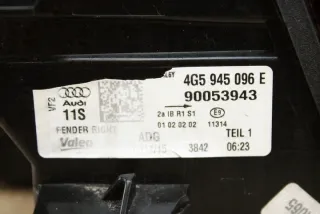 4G5 945 096 E
90053943
VF2
Audi
11S
2a IB R1 S1
E9
01 02 02 02 11314
FENDER RIGHT
TEIL 1
Valeo
ADG
3842 06:23